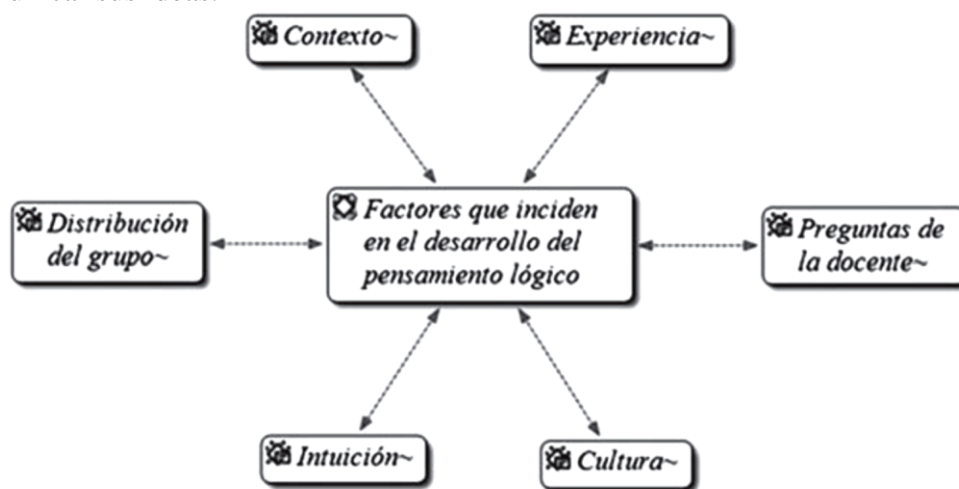 Contexto~
Experiencia~
Distribución
del grupo~
Factores que inciden
en el desarrollo del
pensamiento lógico
Preguntas de
la docente~
Intuición~
Cultura~